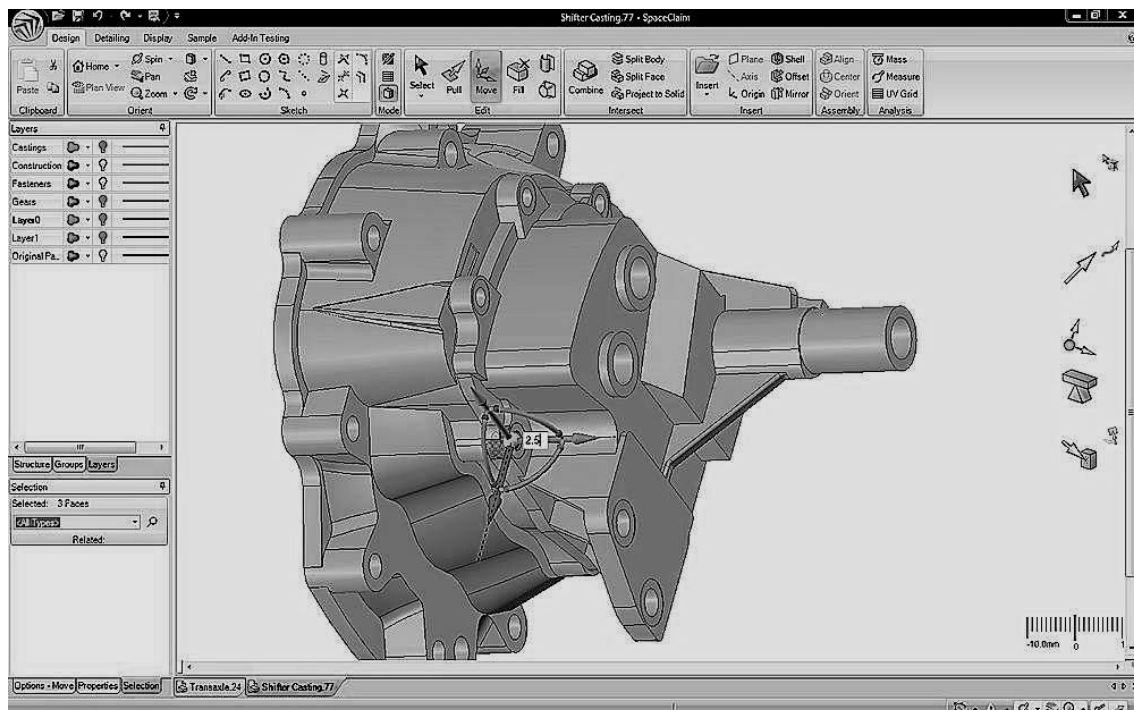 Shifter Casting.77 - SpaceClaim
Design Detailing Display Sample Add-In Testing
Paste
Home Spin
Plan View Pan
Zoom
Select Pull Move Fill
Combine
Split Body
Split Face
Project to Solid
Insert
Plane Shell
Axis Offset
Origin Mirror
Align
Center
Orient
Mass
Measure
UV Grid
Clipboard Orient Sketch Mode Edit Intersect Insert Assembly Analysis
Layers
Castings
Construction
Fasteners
Gears
Layer0
Layer1
Original Pa..
2.5
Structure Groups Layers
Selection
Selected: 3 Faces
<All Types>
Related:
-10.0mm 0 1
Options - Move Properties Selection
Transaxle.24 Shifter Casting.77